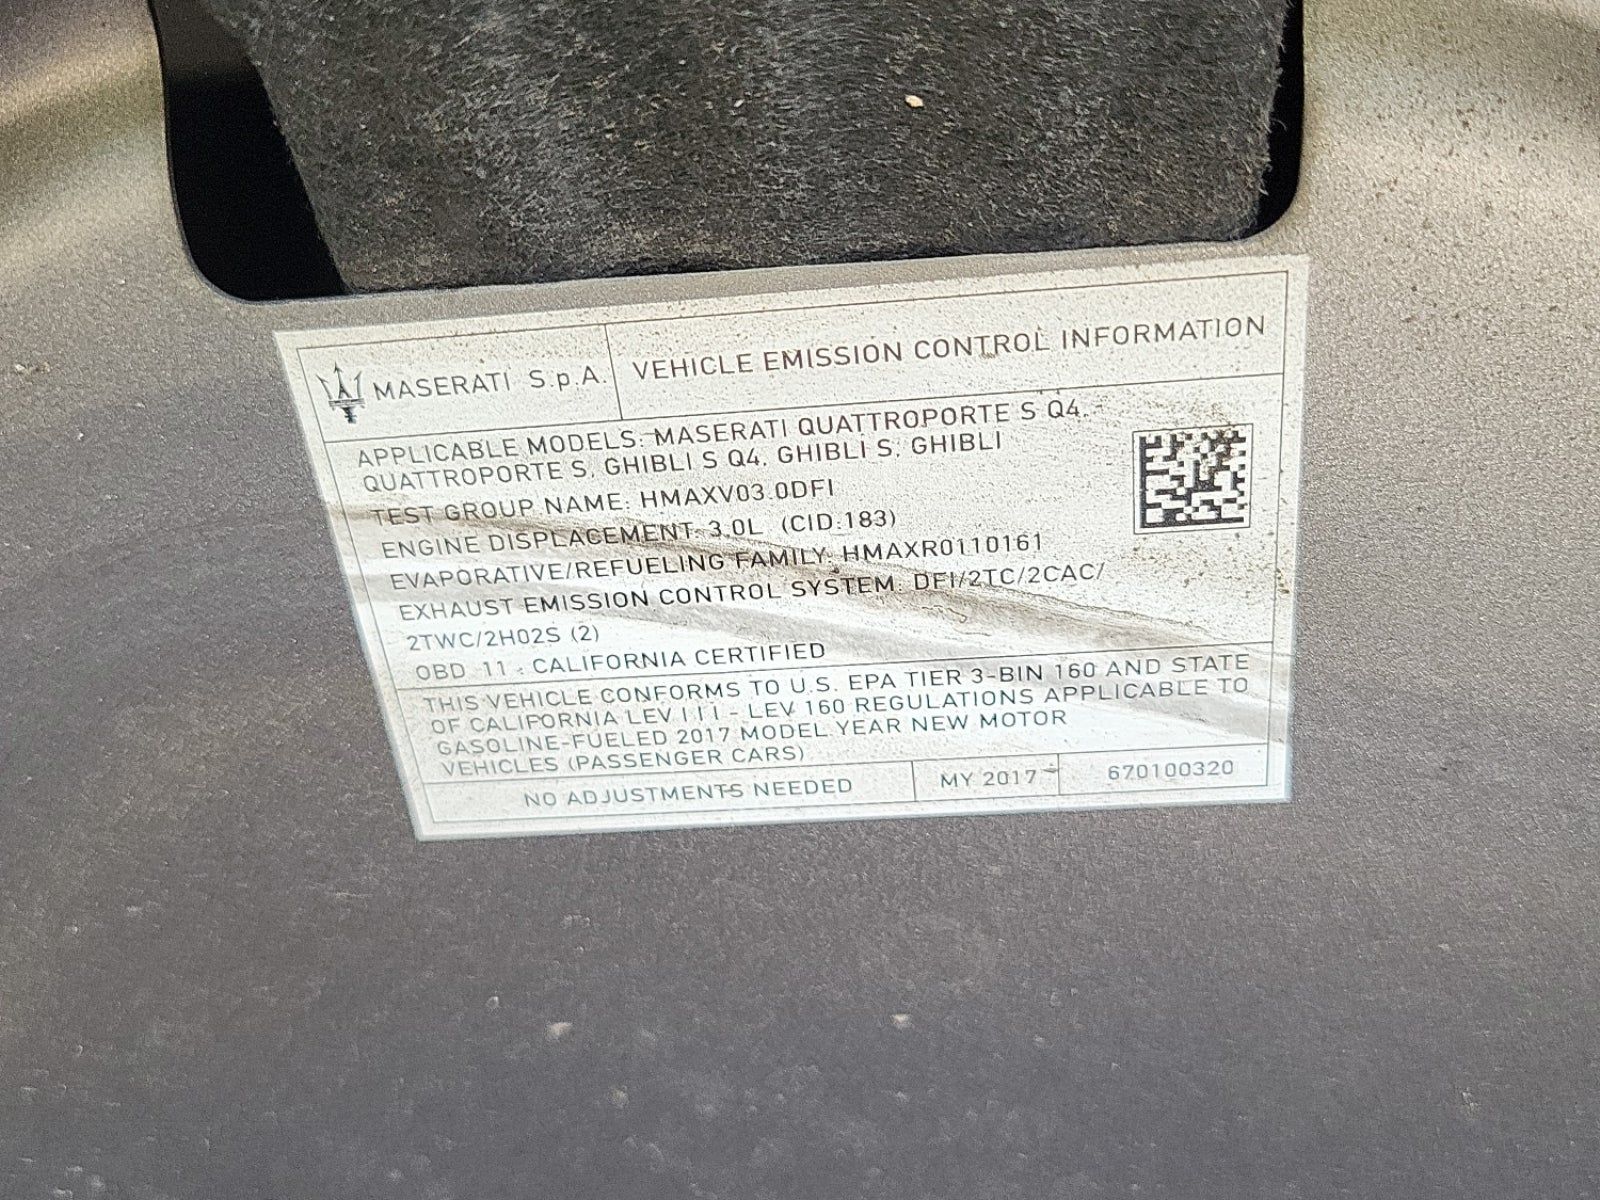 MASERATI S.p.A.
VEHICLE EMISSION CONTROL INFORMATION
APPLICABLE MODELS: MASERATI QUATTROPORTE S Q4,
QUATTROPORTE S, GHIBLI S Q4, GHIBLI S, GHIBLI
TEST GROUP NAME: HMAXV03.0DFI
ENGINE DISPLACEMENT: 3.0L (CID:183)
EVAPORATIVE/REFUELING FAMILY: HMAXR0110161
EXHAUST EMISSION CONTROL SYSTEM: DFI/2TC/2CAC/
2TWC/2HO2S (2)
OBD 11 : CALIFORNIA CERTIFIED
THIS VEHICLE CONFORMS TO U.S. EPA TIER 3-BIN 160 AND STATE
OF CALIFORNIA LEV III - LEV 160 REGULATIONS APPLICABLE TO
GASOLINE-FUELED 2017 MODEL YEAR NEW MOTOR
VEHICLES (PASSENGER CARS)
NO ADJUSTMENTS NEEDED
MY 2017
670100320